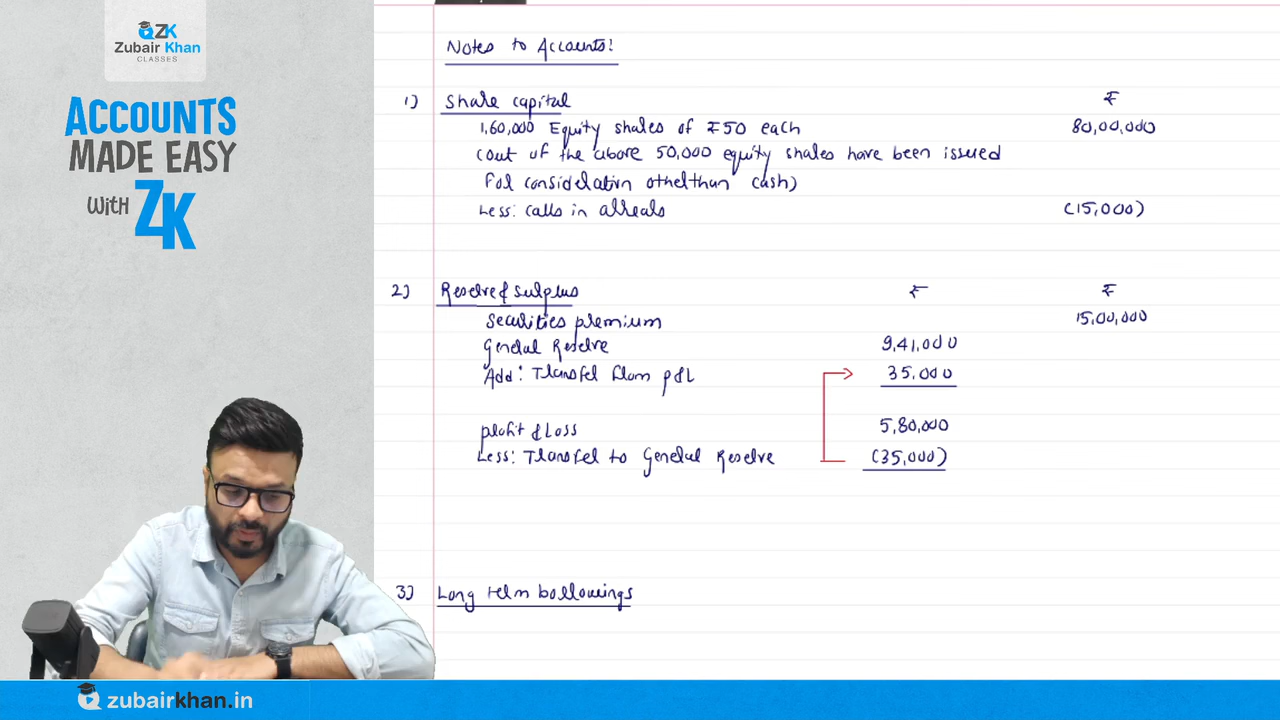 ZK
Zubair Khan
CLASSES
ACCOUNTS
MADE EASY
WITH ZK
Notes to Accounts:
1) Share capital ₹
1,60,000 Equity shares of ₹50 each 80,00,000
(out of the above 50,000 equity shares have been issued
For consideration other than cash)
Less: calls in arrears (15,000)
2) Reserve & surplus ₹ ₹
Securities premium 15,00,000
General Reserve 9,41,000
Add: Transfer from p&L 35,000
profit & Loss 5,80,000
Less: Transfer to General Reserve (35,000)
3) Long term borrowings
zubairkhan.in